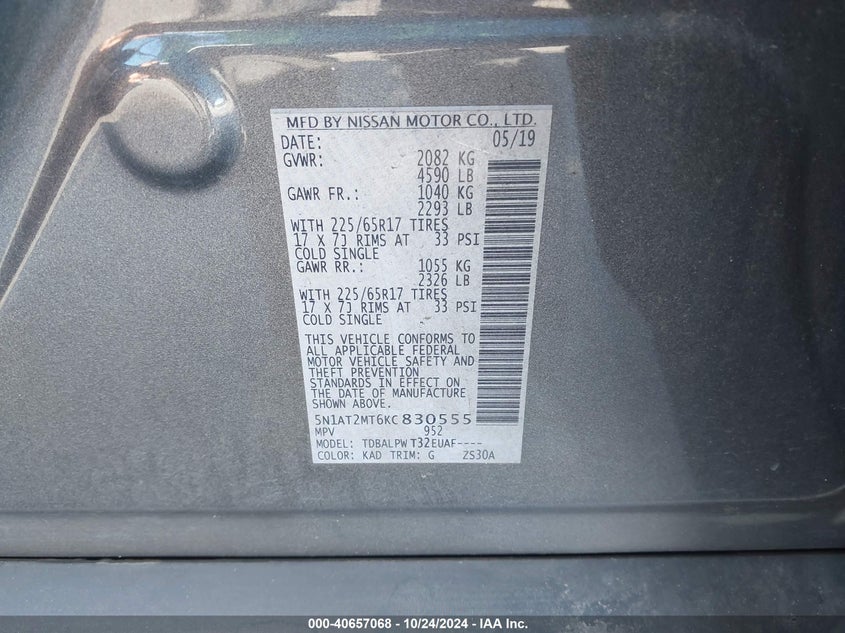 MFD BY NISSAN MOTOR CO., LTD.
DATE: 05/19
GVWR: 2082 KG
4590 LB
GAWR FR.: 1040 KG
2293 LB
WITH 225/65R17 TIRES
17 X 7J RIMS AT 33 PSI
COLD SINGLE
GAWR RR.: 1055 KG
2326 LB
WITH 225/65R17 TIRES
17 X 7J RIMS AT 33 PSI
COLD SINGLE
THIS VEHICLE CONFORMS TO
ALL APPLICABLE FEDERAL
MOTOR VEHICLE SAFETY AND
THEFT PREVENTION
STANDARDS IN EFFECT ON
THE DATE OF MANUFACTURE
SHOWN ABOVE.
5N1AT2MT6KC830555
MPV 952
MODEL: TDBALPW T32EUAF----
COLOR: KAD TRIM: G ZS30A
000-40657068 - 10/24/2024 - IAA Inc.